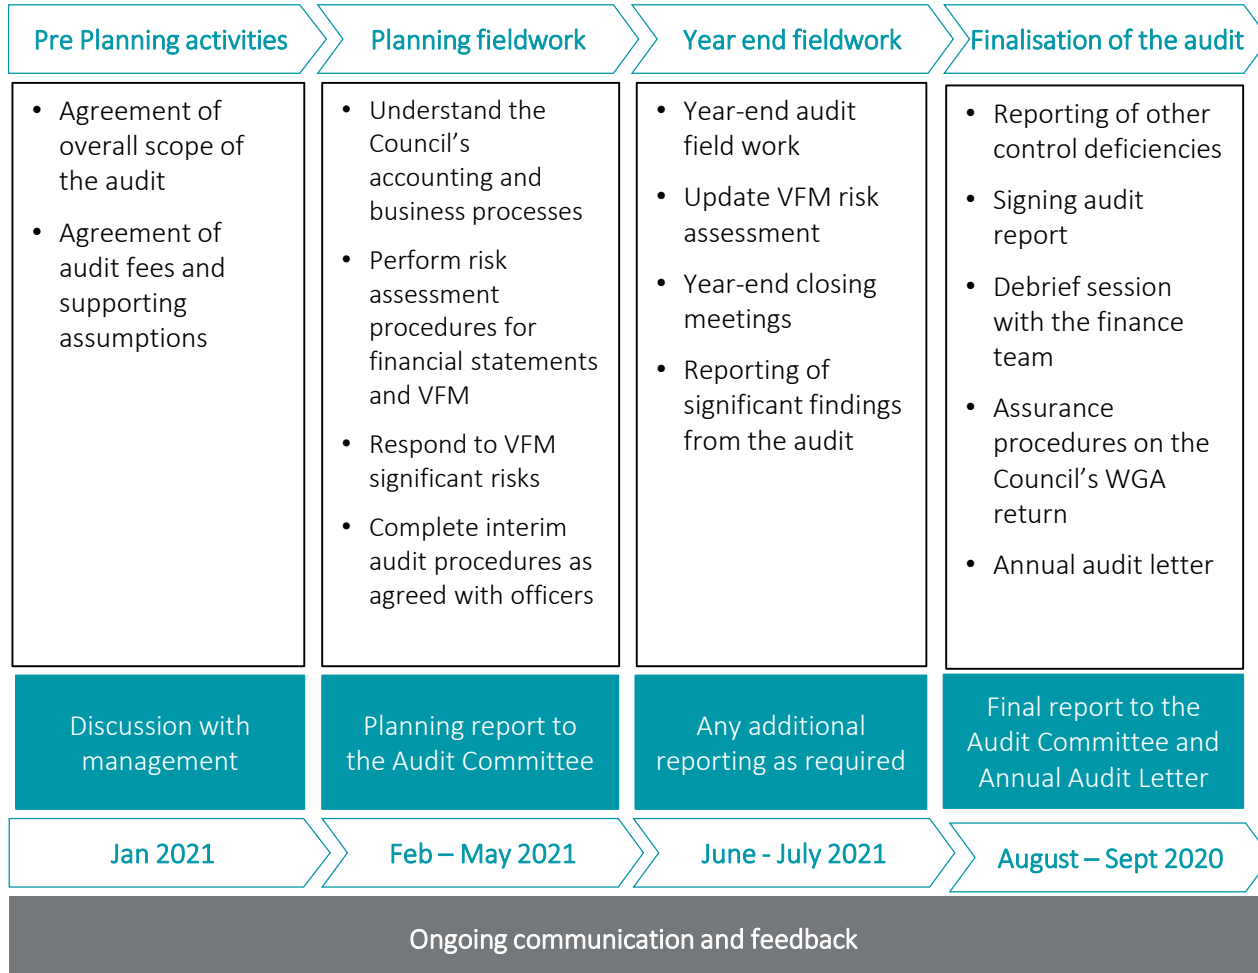 Pre Planning activities
Planning fieldwork
Year end fieldwork
Finalisation of the audit
• Agreement of
overall scope of
the audit
• Agreement of
audit fees and
supporting
assumptions
• Understand the
Council’s
accounting and
business processes
• Perform risk
assessment
procedures for
financial statements
and VFM
• Respond to VFM
significant risks
• Complete interim
audit procedures as
agreed with officers
• Year-end audit
field work
• Update VFM risk
assessment
• Year-end closing
meetings
• Reporting of
significant findings
from the audit
• Reporting of other
control deficiencies
• Signing audit
report
• Debrief session
with the finance
team
• Assurance
procedures on the
Council’s WGA
return
• Annual audit letter
Discussion with
management
Planning report to
the Audit Committee
Any additional
reporting as required
Final report to the
Audit Committee and
Annual Audit Letter
Jan 2021
Feb – May 2021
June - July 2021
August – Sept 2020
Ongoing communication and feedback